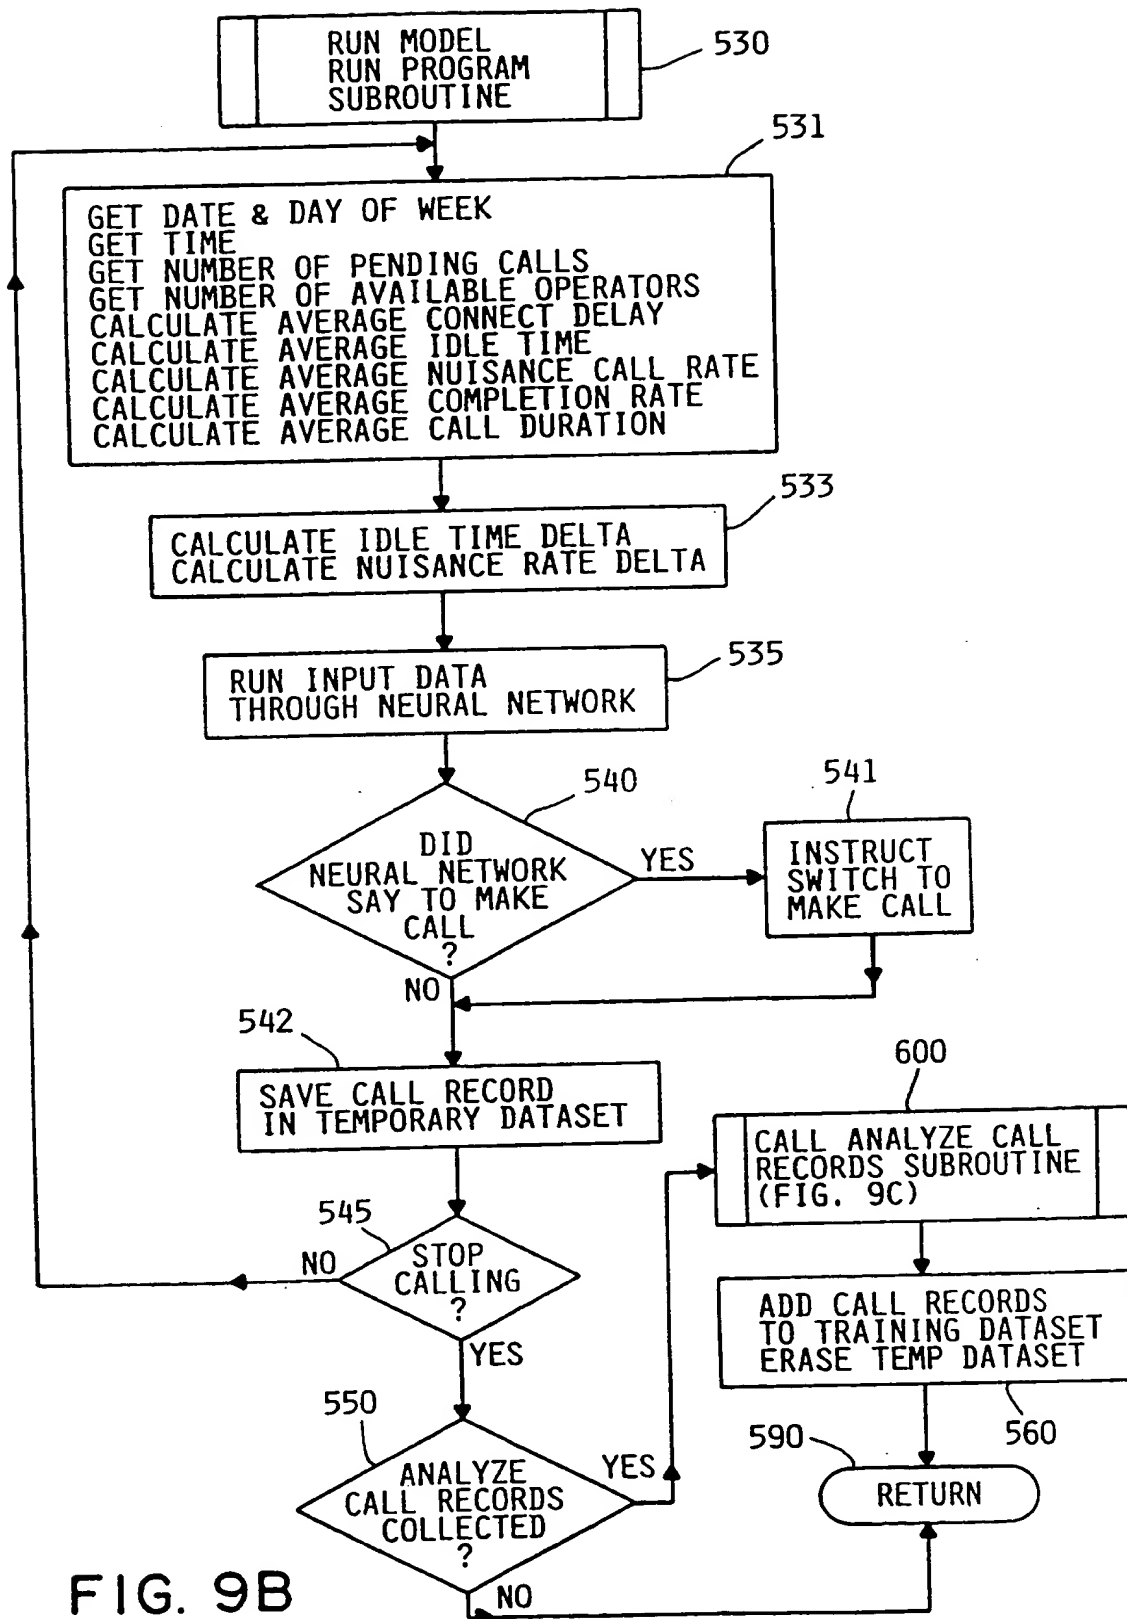 RUN MODEL
RUN PROGRAM
SUBROUTINE
530
531
GET DATE & DAY OF WEEK
GET TIME
GET NUMBER OF PENDING CALLS
GET NUMBER OF AVAILABLE OPERATORS
CALCULATE AVERAGE CONNECT DELAY
CALCULATE AVERAGE IDLE TIME
CALCULATE AVERAGE NUISANCE CALL RATE
CALCULATE AVERAGE COMPLETION RATE
CALCULATE AVERAGE CALL DURATION
533
CALCULATE IDLE TIME DELTA
CALCULATE NUISANCE RATE DELTA
535
RUN INPUT DATA
THROUGH NEURAL NETWORK
540
DID
NEURAL NETWORK
SAY TO MAKE
CALL
?
YES
541
INSTRUCT
SWITCH TO
MAKE CALL
NO
542
SAVE CALL RECORD
IN TEMPORARY DATASET
545
STOP
CALLING
?
NO
YES
550
ANALYZE
CALL RECORDS
COLLECTED
?
YES
NO
600
CALL ANALYZE CALL
RECORDS SUBROUTINE
(FIG. 9C)
ADD CALL RECORDS
TO TRAINING DATASET
ERASE TEMP DATASET
560
590
RETURN
FIG. 9B